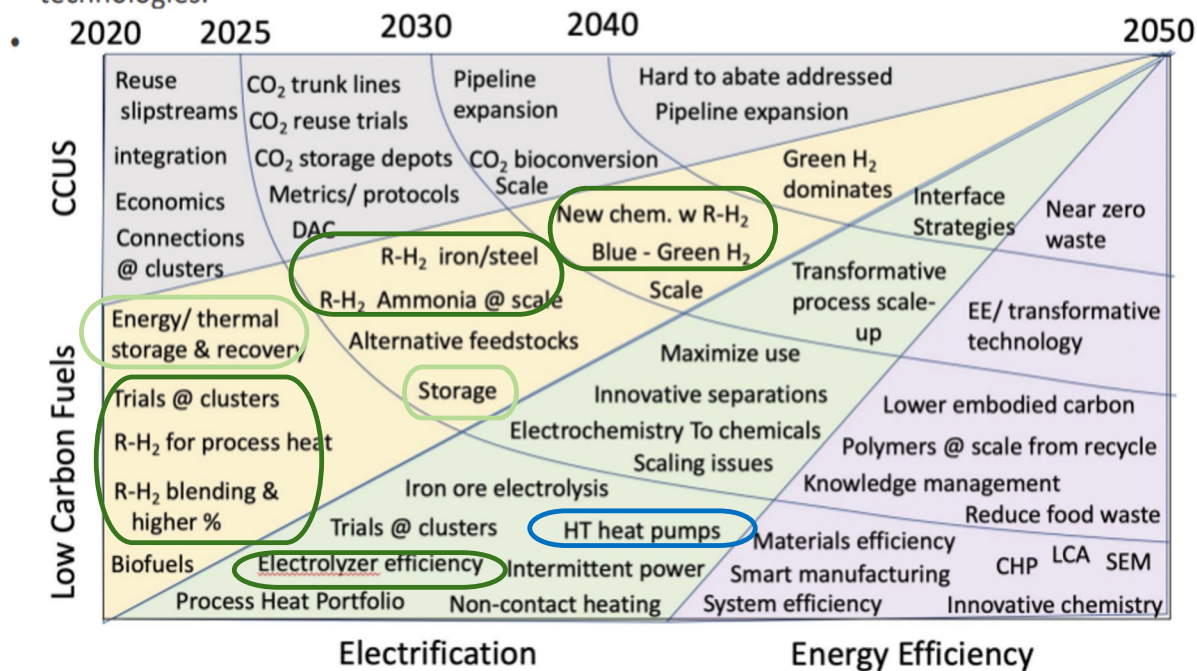 technologies.
2020 2025 2030 2040 2050
CCUS
Reuse
slipstreams
integration
Economics
Connections
@ clusters
CO₂ trunk lines
CO₂ reuse trials
CO₂ storage depots
Metrics/ protocols
DAC
Pipeline
expansion
CO₂ bioconversion
Scale
Hard to abate addressed
Pipeline expansion
Low Carbon Fuels
Energy/ thermal
storage & recovery
Trials @ clusters
R-H₂ for process heat
R-H₂ blending &
higher %
Biofuels
R-H₂ iron/steel
R-H₂ Ammonia @ scale
Alternative feedstocks
Storage
New chem. w R-H₂
Blue - Green H₂
Scale
Green H₂
dominates
Interface
Strategies
Transformative
process scale-
up
Maximize use
Innovative separations
Electrochemistry To chemicals
Scaling issues
Iron ore electrolysis
Trials @ clusters
HT heat pumps
Electrolyzer efficiency
Intermittent power
Process Heat Portfolio
Non-contact heating
Near zero
waste
EE/ transformative
technology
Lower embodied carbon
Polymers @ scale from recycle
Knowledge management
Reduce food waste
Materials efficiency
CHP LCA SEM
Smart manufacturing
System efficiency
Innovative chemistry
Electrification
Energy Efficiency